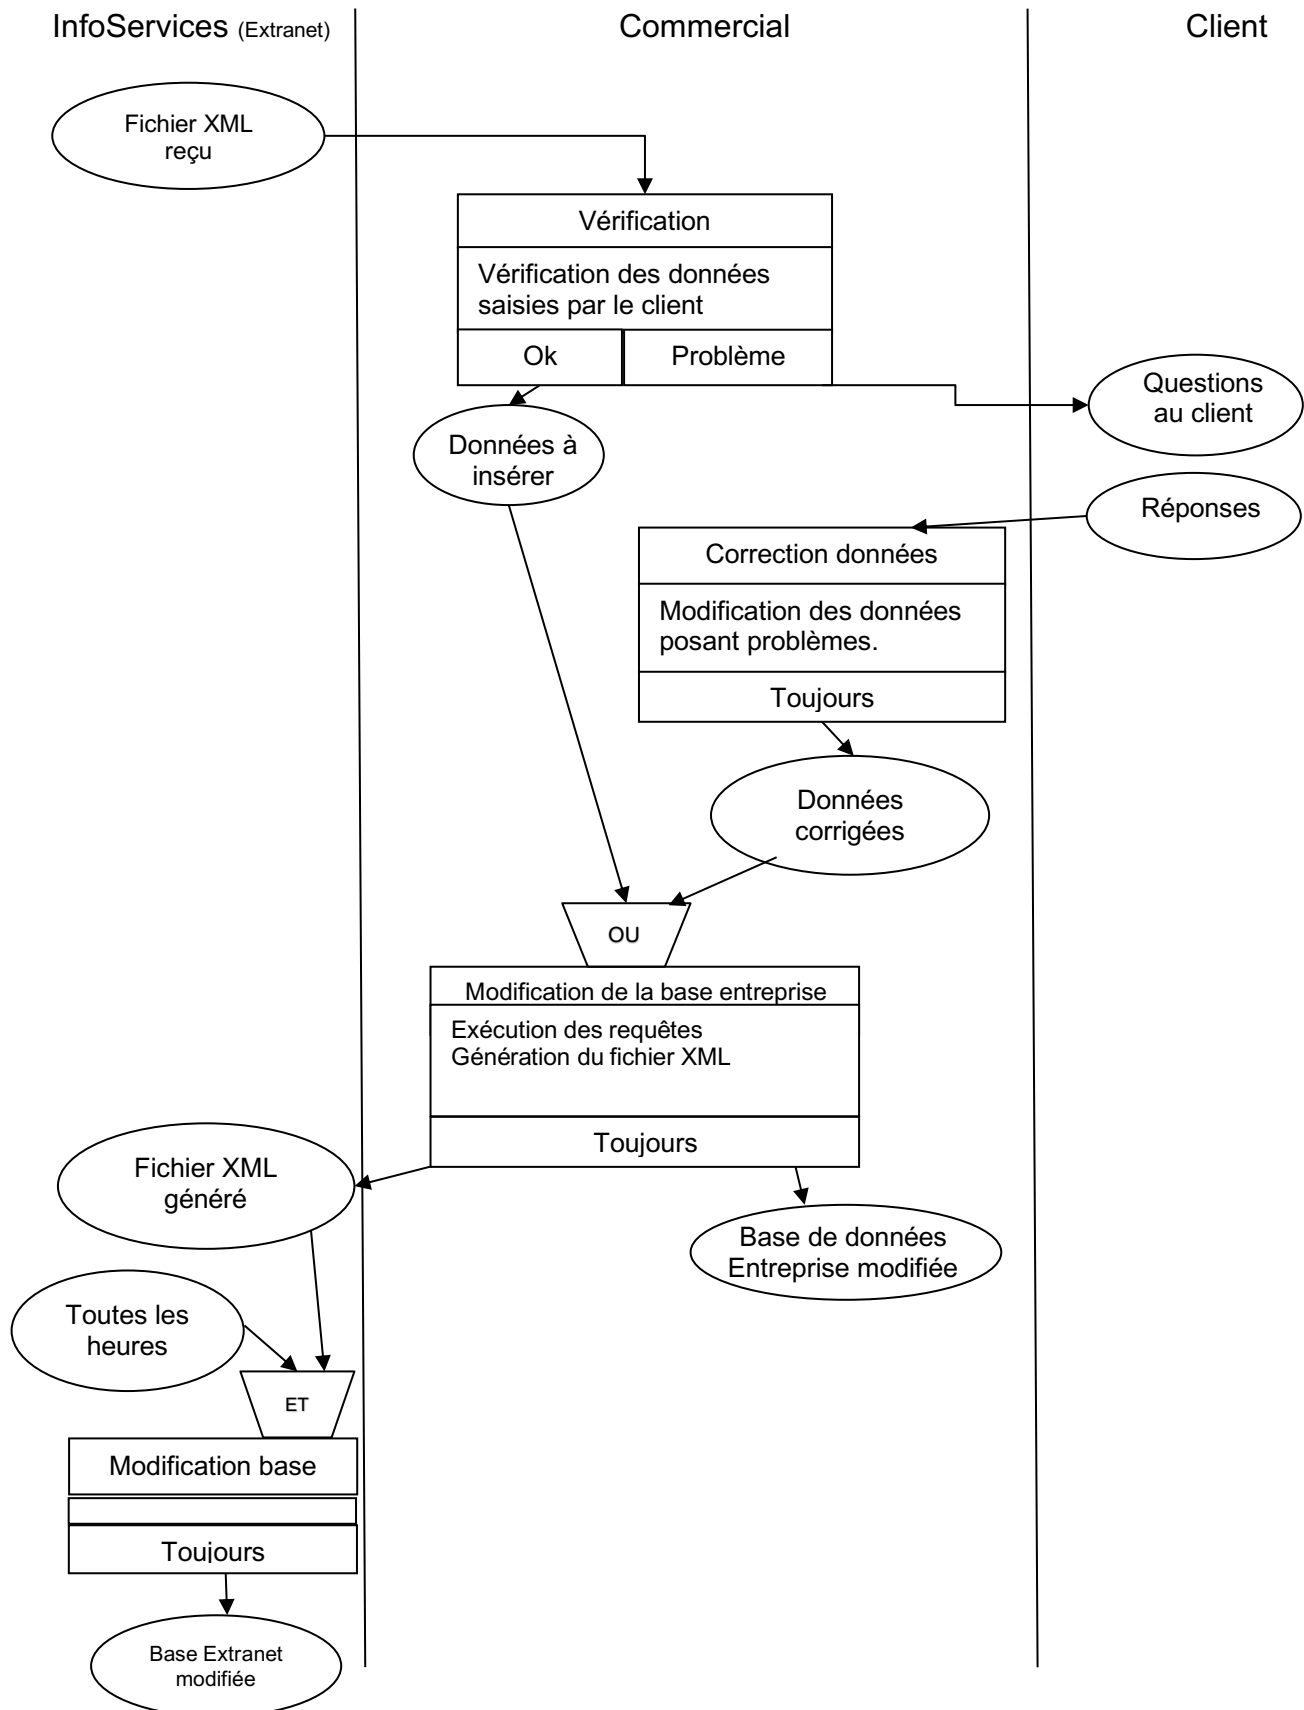 InfoServices (Extranet)
Commercial
Client
Fichier XML
reçu
Vérification
Vérification des données
saisies par le client
Ok
Problème
Questions
au client
Données à
insérer
Réponses
Correction données
Modification des données
posant problèmes.
Toujours
Données
corrigées
OU
Modification de la base entreprise
Exécution des requêtes
Génération du fichier XML
Toujours
Fichier XML
généré
Base de données
Entreprise modifiée
Toutes les
heures
ET
Modification base
Toujours
Base Extranet
modifiée